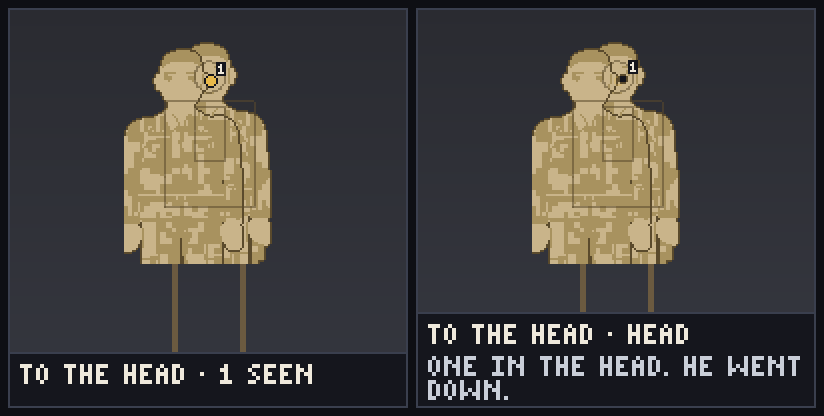 1
TO THE HEAD · 1 SEEN
1
TO THE HEAD · HEAD
ONE IN THE HEAD. HE WENT
DOWN.